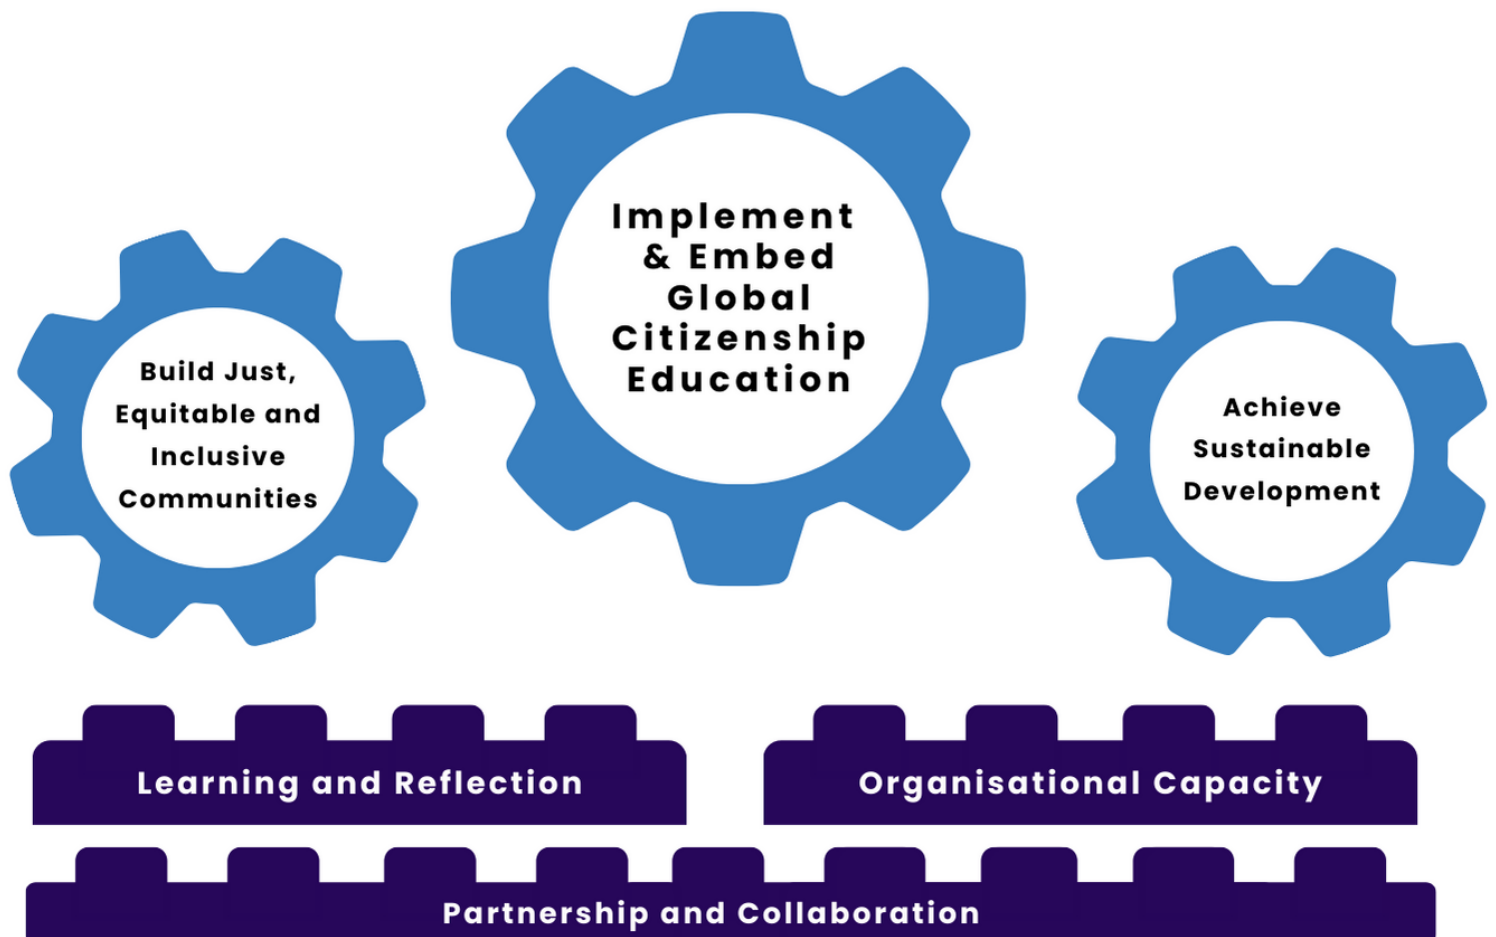 Implement
& Embed
Global
Citizenship
Education
Build Just,
Equitable and
Inclusive
Communities
Achieve
Sustainable
Development
Learning and Reflection
Organisational Capacity
Partnership and Collaboration